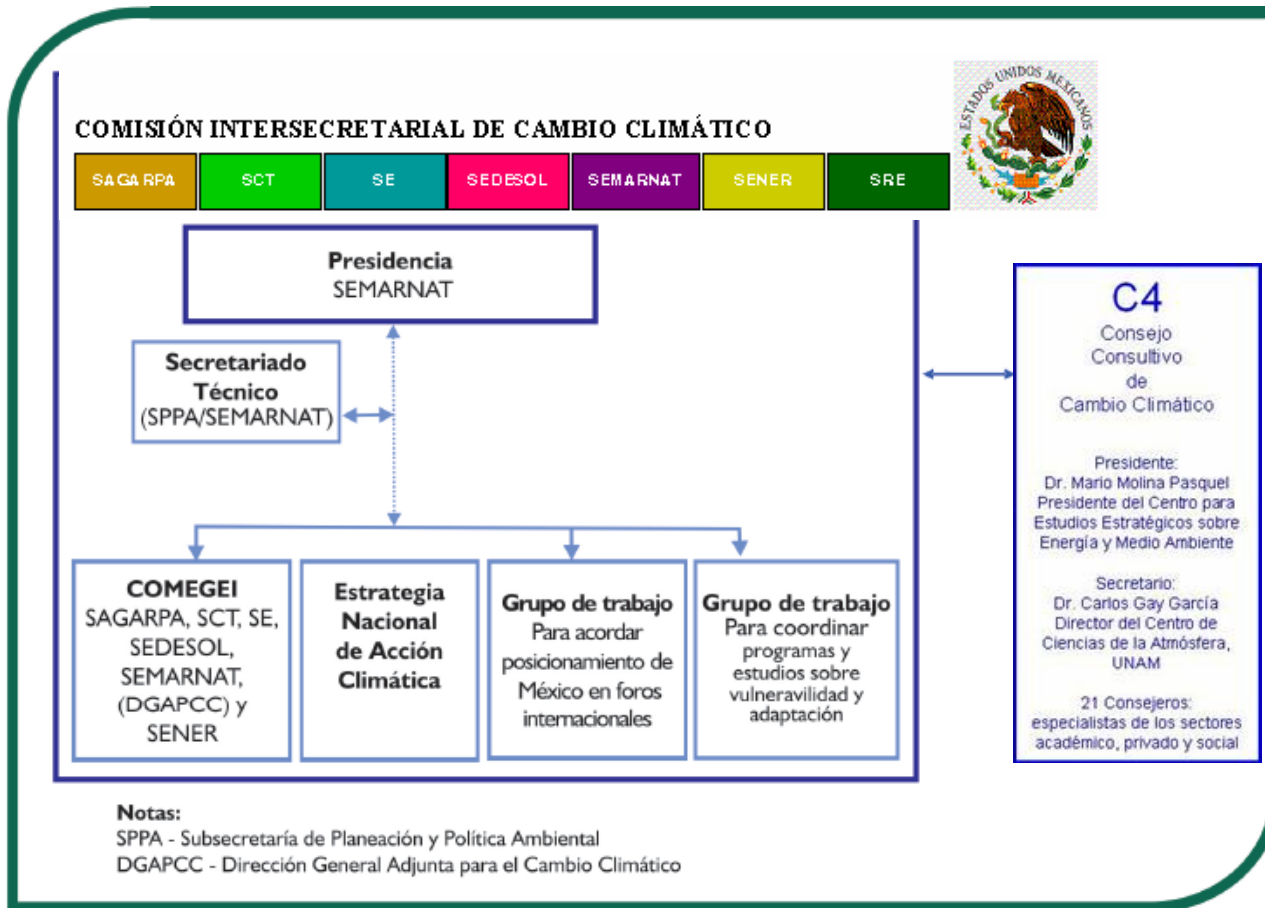 ESTADOS UNIDOS MEXICANOS
COMISIÓN INTERSECRETARIAL DE CAMBIO CLIMÁTICO
SAGARPA SCT SE SEDESOL SEMARNAT SENER SRE
Presidencia
SEMARNAT
Secretariado
Técnico
(SPPA/SEMARNAT)
COMEGEI
SAGARPA, SCT, SE,
SEDESOL,
SEMARNAT,
(DGAPCC) y
SENER
Estrategia
Nacional
de Acción
Climática
Grupo de trabajo
Para acordar
posicionamiento de
México en foros
internacionales
Grupo de trabajo
Para coordinar
programas y
estudios sobre
vulneravilidad y
adaptación
C4
Consejo
Consultivo
de
Cambio Climático
Presidente:
Dr. Mario Molina Pasquel
Presidente del Centro para
Estudios Estratégicos sobre
Energía y Medio Ambiente
Secretario:
Dr. Carlos Gay García
Director del Centro de
Ciencias de la Atmósfera,
UNAM
21 Consejeros:
especialistas de los sectores
académico, privado y social
Notas:
SPPA - Subsecretaría de Planeación y Política Ambiental
DGAPCC - Dirección General Adjunta para el Cambio Climático